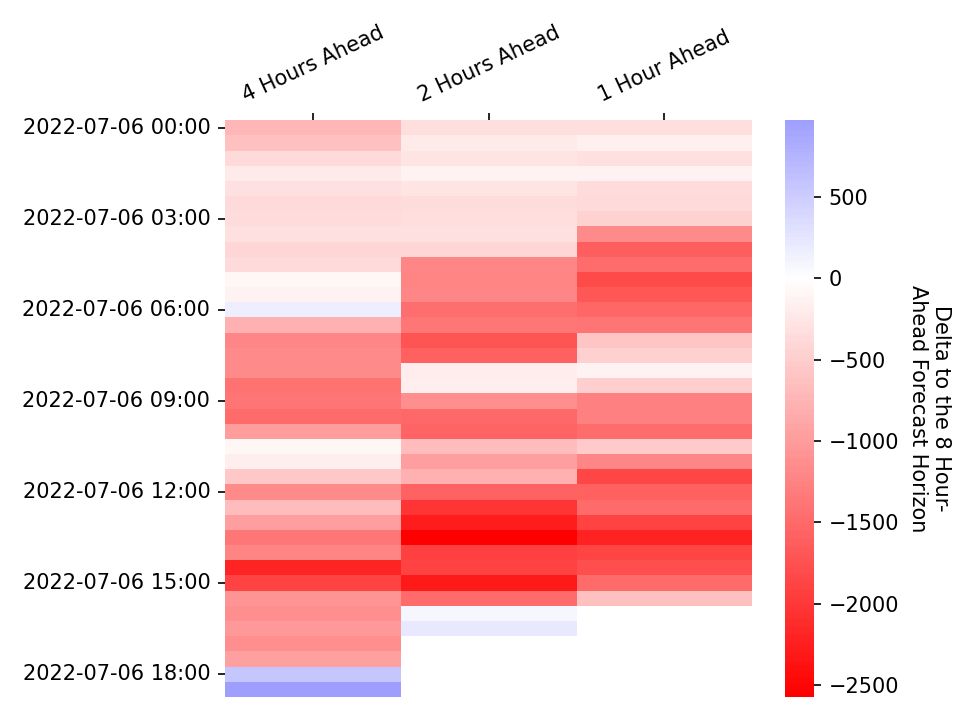 4 Hours Ahead
2 Hours Ahead
1 Hour Ahead
2022-07-06 00:00
2022-07-06 03:00
2022-07-06 06:00
2022-07-06 09:00
2022-07-06 12:00
2022-07-06 15:00
2022-07-06 18:00
500
0
−500
−1000
−1500
−2000
−2500
Delta to the 8 Hour-
Ahead Forecast Horizon